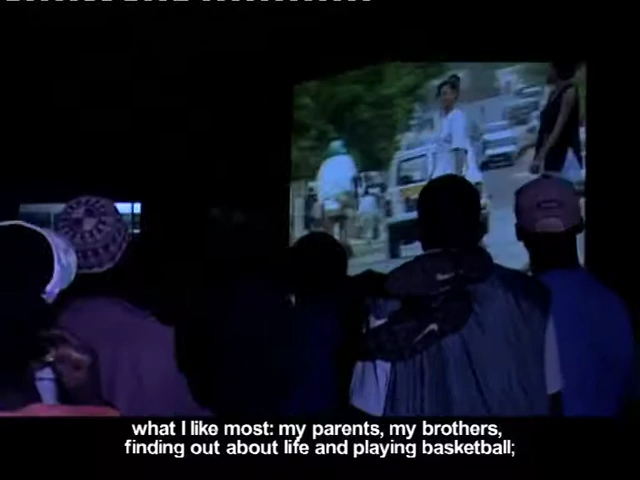 what I like most: my parents, my brothers,
finding out about life and playing basketball;